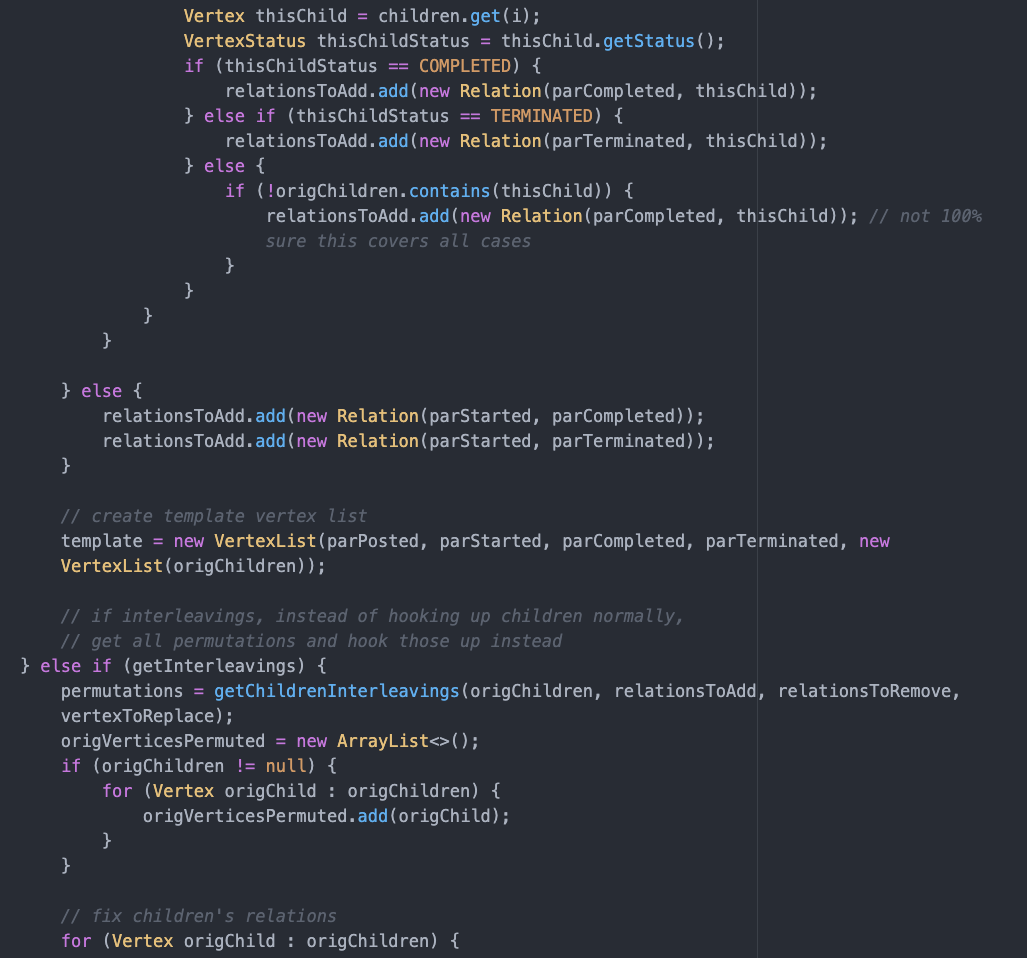 Vertex thisChild = children.get(i);
VertexStatus thisChildStatus = thisChild.getStatus();
if (thisChildStatus == COMPLETED) {
relationsToAdd.add(new Relation(parCompleted, thisChild));
} else if (thisChildStatus == TERMINATED) {
relationsToAdd.add(new Relation(parTerminated, thisChild));
} else {
if (!origChildren.contains(thisChild)) {
relationsToAdd.add(new Relation(parCompleted, thisChild)); // not 100%
sure this covers all cases
}
}
}
}
} else {
relationsToAdd.add(new Relation(parStarted, parCompleted));
relationsToAdd.add(new Relation(parStarted, parTerminated));
}
// create template vertex list
template = new VertexList(parPosted, parStarted, parCompleted, parTerminated, new
VertexList(origChildren));
// if interleavings, instead of hooking up children normally,
// get all permutations and hook those up instead
} else if (getInterleavings) {
permutations = getChildrenInterleavings(origChildren, relationsToAdd, relationsToRemove,
vertexToReplace);
origVerticesPermuted = new ArrayList<>();
if (origChildren != null) {
for (Vertex origChild : origChildren) {
origVerticesPermuted.add(origChild);
}
}
// fix children's relations
for (Vertex origChild : origChildren) {